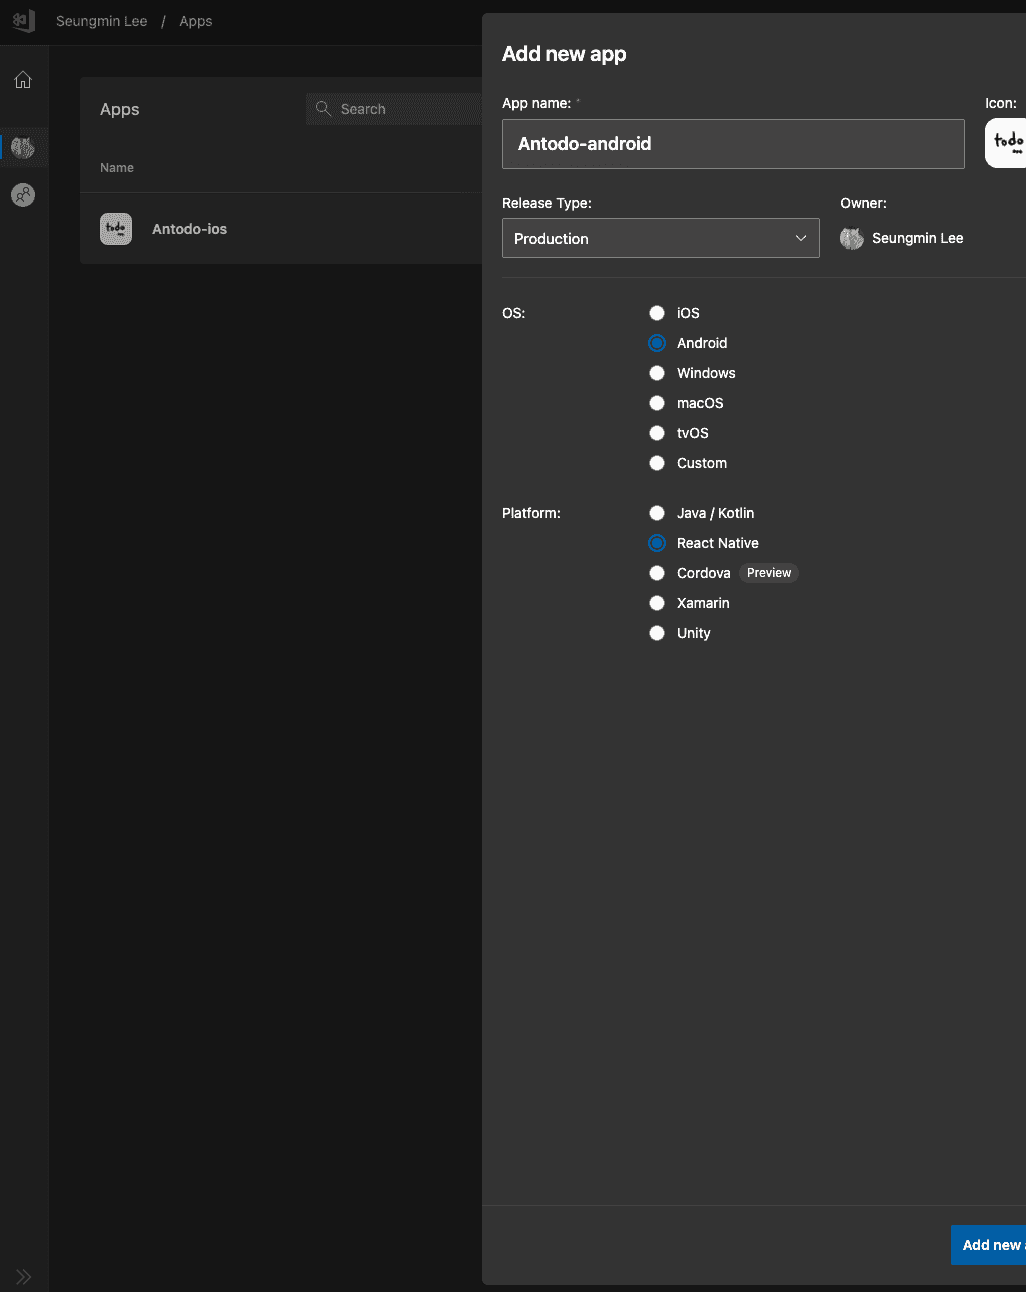 Seungmin Lee / Apps
Apps
Search
Name
todo
Antodo-ios
Add new app
App name: *
Icon:
Antodo-android
todo
Release Type:
Owner:
Production
Seungmin Lee
OS:
iOS
Android
Windows
macOS
tvOS
Custom
Platform:
Java / Kotlin
React Native
Cordova Preview
Xamarin
Unity
Add new